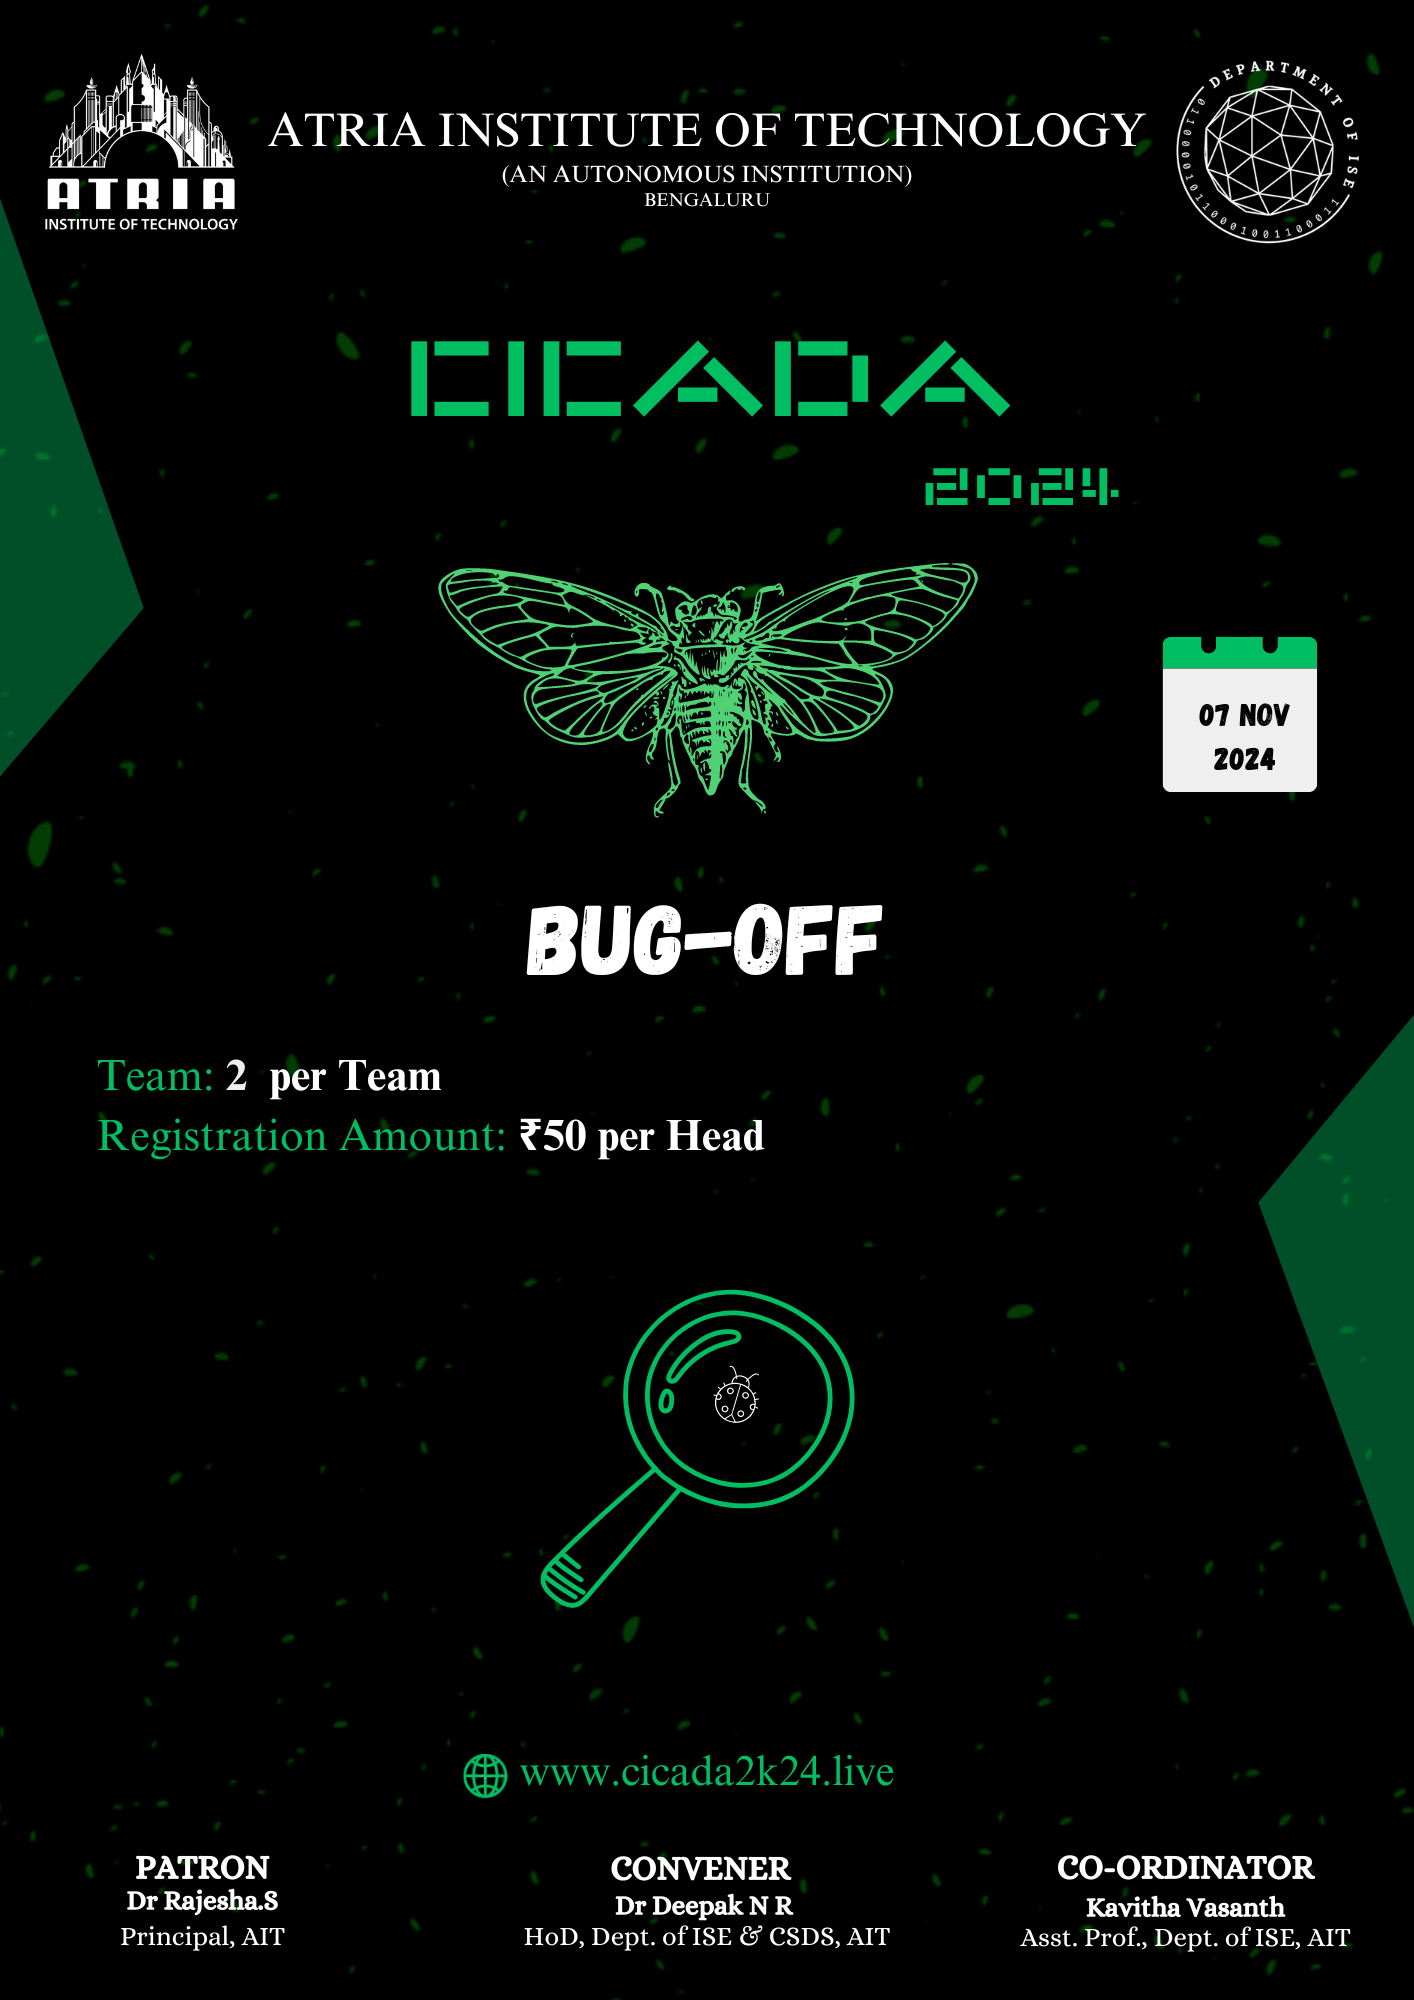 ATRIA
INSTITUTE OF TECHNOLOGY
ATRIA INSTITUTE OF TECHNOLOGY
(AN AUTONOMOUS INSTITUTION)
BENGALURU
DEPARTMENT OF ISE
CICADA
2024
07 NOV
2024
BUG-OFF
Team: 2 per Team
Registration Amount: ₹50 per Head
www.cicada2k24.live
PATRON
Dr Rajesha.S
Principal, AIT
CONVENER
Dr Deepak N R
HoD, Dept. of ISE & CSDS, AIT
CO-ORDINATOR
Kavitha Vasanth
Asst. Prof., Dept. of ISE, AIT